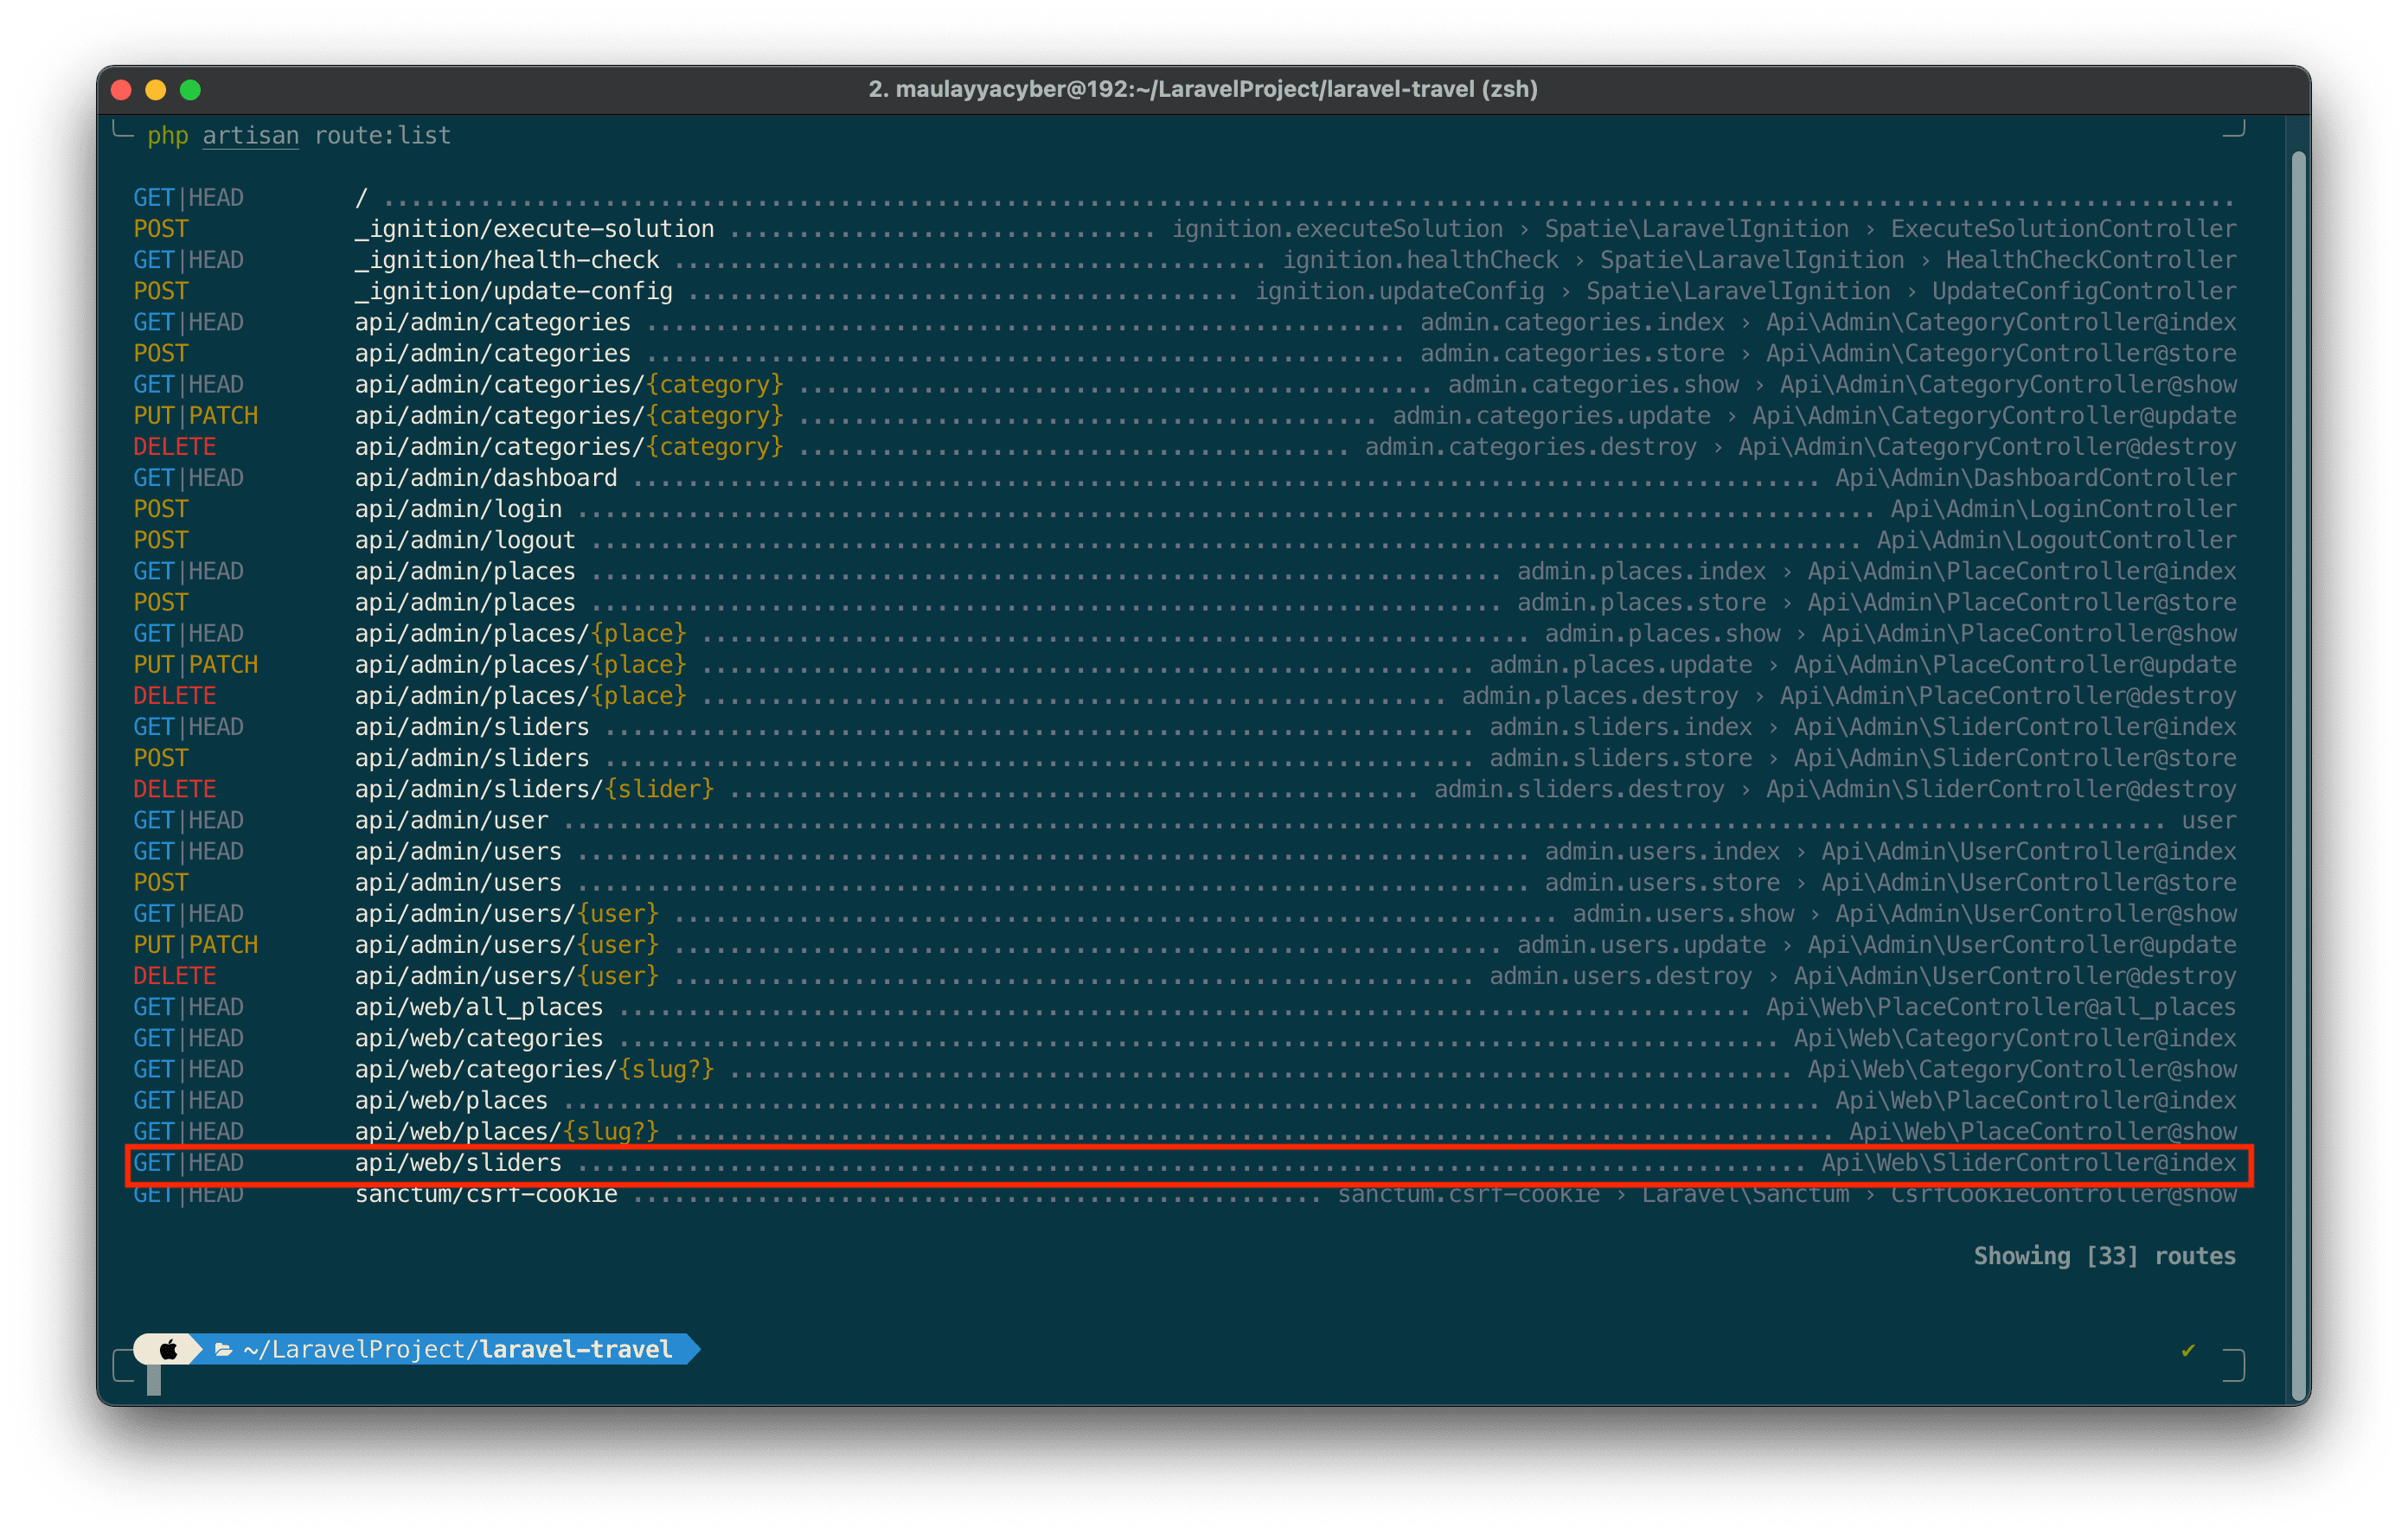 2. maulayyacyber@192:~/LaravelProject/laravel-travel (zsh)
php artisan route:list
GET|HEAD / ........................................................................................................................................
POST _ignition/execute-solution ............................... ignition.executeSolution › Spatie\LaravelIgnition › ExecuteSolutionController
GET|HEAD _ignition/health-check ........................................... ignition.healthCheck › Spatie\LaravelIgnition › HealthCheckController
POST _ignition/update-config ........................................ ignition.updateConfig › Spatie\LaravelIgnition › UpdateConfigController
GET|HEAD api/admin/categories ....................................................... admin.categories.index › Api\Admin\CategoryController@index
POST api/admin/categories ....................................................... admin.categories.store › Api\Admin\CategoryController@store
GET|HEAD api/admin/categories/{category} .............................................. admin.categories.show › Api\Admin\CategoryController@show
PUT|PATCH api/admin/categories/{category} .......................................... admin.categories.update › Api\Admin\CategoryController@update
DELETE api/admin/categories/{category} ........................................ admin.categories.destroy › Api\Admin\CategoryController@destroy
GET|HEAD api/admin/dashboard ...................................................................................... Api\Admin\DashboardController
POST api/admin/login .............................................................................................. Api\Admin\LoginController
POST api/admin/logout ............................................................................................ Api\Admin\LogoutController
GET|HEAD api/admin/places .................................................................. admin.places.index › Api\Admin\PlaceController@index
POST api/admin/places .................................................................. admin.places.store › Api\Admin\PlaceController@store
GET|HEAD api/admin/places/{place} ............................................................ admin.places.show › Api\Admin\PlaceController@show
PUT|PATCH api/admin/places/{place} ........................................................ admin.places.update › Api\Admin\PlaceController@update
DELETE api/admin/places/{place} ...................................................... admin.places.destroy › Api\Admin\PlaceController@destroy
GET|HEAD api/admin/sliders ............................................................... admin.sliders.index › Api\Admin\SliderController@index
POST api/admin/sliders ............................................................... admin.sliders.store › Api\Admin\SliderController@store
DELETE api/admin/sliders/{slider} .................................................. admin.sliders.destroy › Api\Admin\SliderController@destroy
GET|HEAD api/admin/user .................................................................................................................... user
GET|HEAD api/admin/users ..................................................................... admin.users.index › Api\Admin\UserController@index
POST api/admin/users ..................................................................... admin.users.store › Api\Admin\UserController@store
GET|HEAD api/admin/users/{user} ................................................................ admin.users.show › Api\Admin\UserController@show
PUT|PATCH api/admin/users/{user} ............................................................ admin.users.update › Api\Admin\UserController@update
DELETE api/admin/users/{user} .......................................................... admin.users.destroy › Api\Admin\UserController@destroy
GET|HEAD api/web/all_places .................................................................................. Api\Web\PlaceController@all_places
GET|HEAD api/web/categories .................................................................................... Api\Web\CategoryController@index
GET|HEAD api/web/categories/{slug?} ............................................................................. Api\Web\CategoryController@show
GET|HEAD api/web/places ........................................................................................... Api\Web\PlaceController@index
GET|HEAD api/web/places/{slug?} .................................................................................... Api\Web\PlaceController@show
GET|HEAD api/web/sliders ......................................................................................... Api\Web\SliderController@index
GET|HEAD sanctum/csrf-cookie .................................................. sanctum.csrf-cookie › Laravel\Sanctum › CsrfCookieController@show
Showing [33] routes
~/LaravelProject/laravel-travel ✔